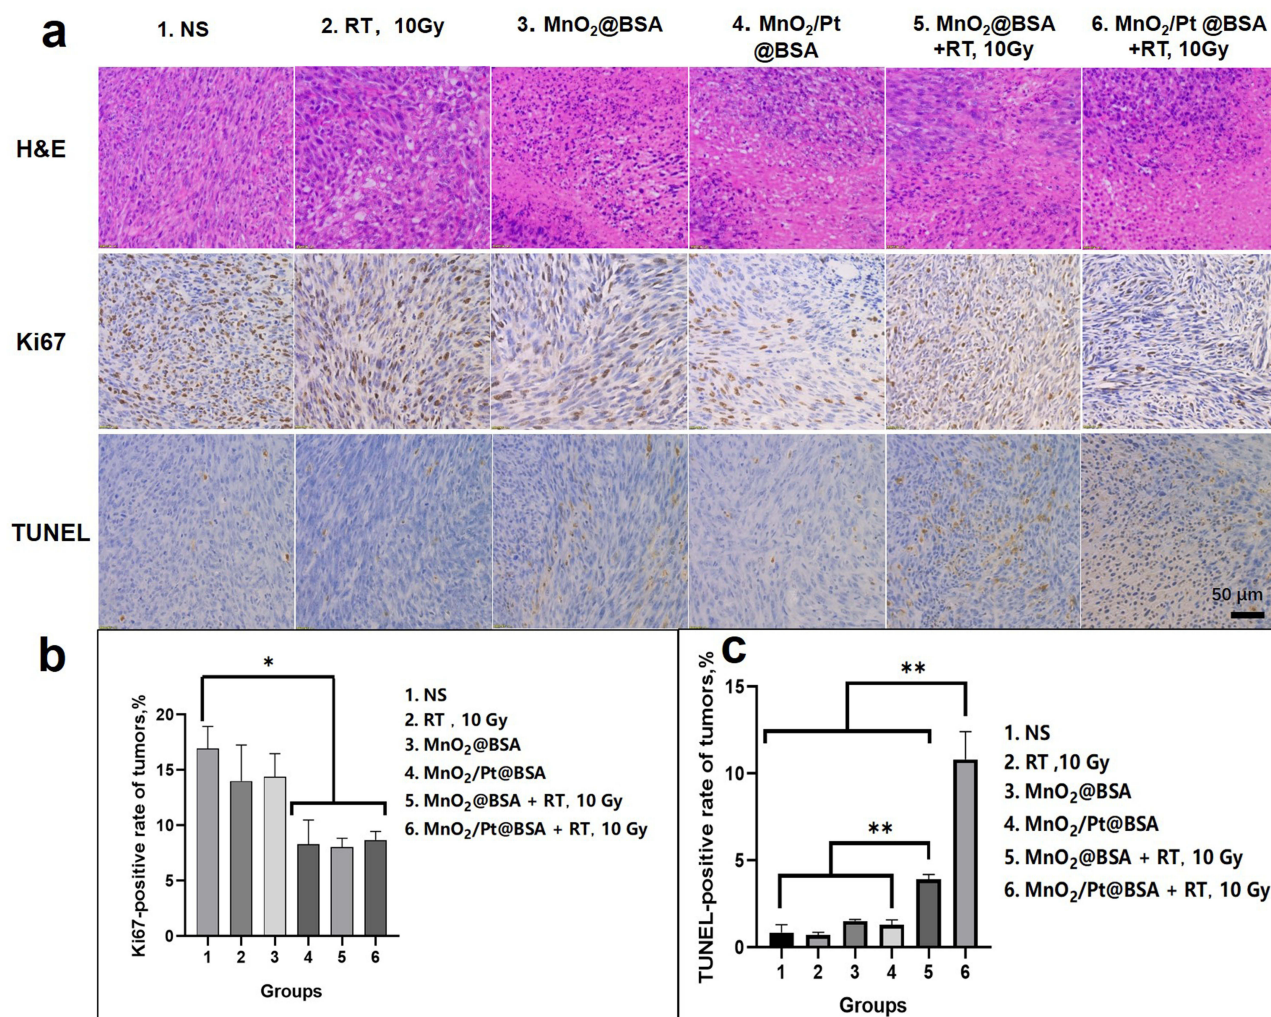 a
1. NS
2. RT, 10Gy
3. MnO₂@BSA
4. MnO₂/Pt
@BSA
5. MnO₂@BSA
+RT, 10Gy
6. MnO₂/Pt @BSA
+RT, 10Gy
H&E
Ki67
TUNEL
50 μm
b
Ki67-positive rate of tumors,%
20
15
10
5
0
*
1 2 3 4 5 6
Groups
1. NS
2. RT , 10 Gy
3. MnO₂@BSA
4. MnO₂/Pt@BSA
5. MnO₂@BSA + RT, 10 Gy
6. MnO₂/Pt@BSA + RT, 10 Gy
c
TUNEL-positive rate of tumors,%
15
10
5
0
**
**
1 2 3 4 5 6
Groups
1. NS
2. RT ,10 Gy
3. MnO₂@BSA
4. MnO₂/Pt@BSA
5. MnO₂@BSA + RT, 10 Gy
6. MnO₂/Pt@BSA + RT, 10 Gy